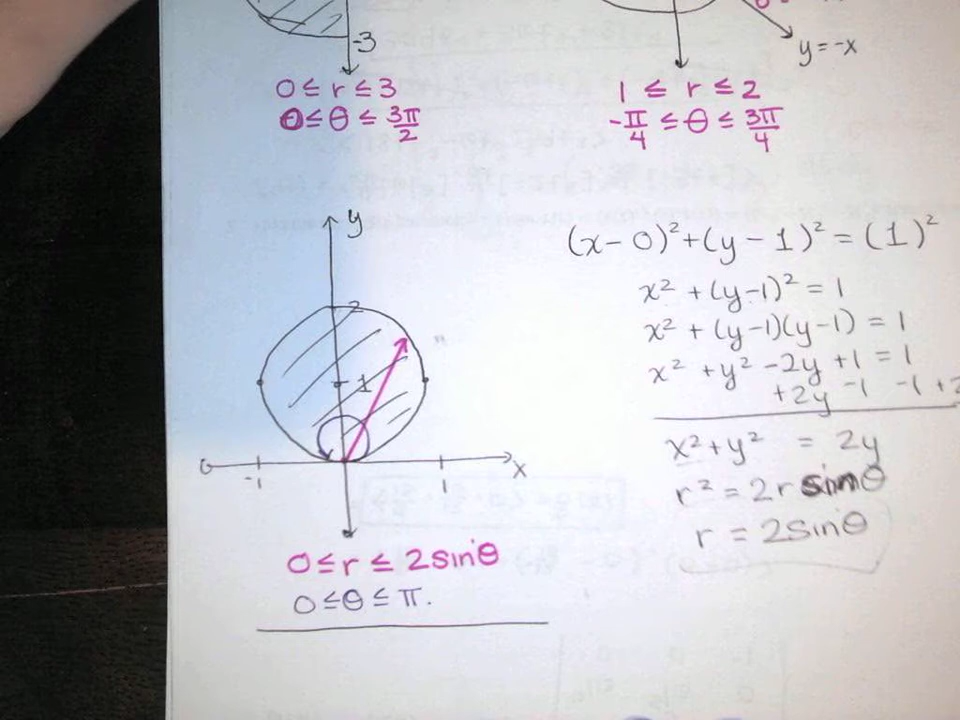 -3
y = -x
0 ≤ r ≤ 3
0 ≤ θ ≤ 3π/2
1 ≤ r ≤ 2
-π/4 ≤ θ ≤ 3π/4
y
2
1
-1
1
x
0 ≤ r ≤ 2sinθ
0 ≤ θ ≤ π.
(x - 0)² + (y - 1)² = (1)²
x² + (y-1)² = 1
x² + (y-1)(y-1) = 1
x² + y² - 2y + 1 = 1
+2y -1 -1 +2
x² + y² = 2y
r² = 2r sinθ
r = 2sinθ